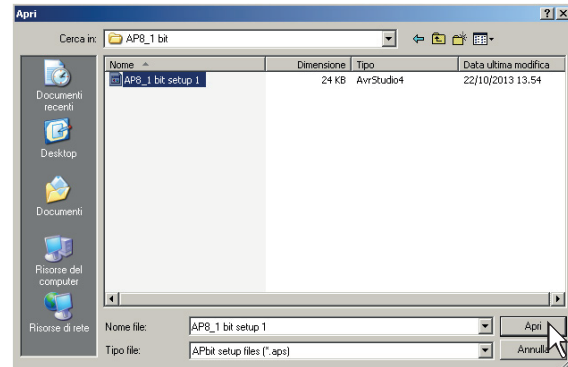 Apri
Cerca in: AP8_1 bit
Nome Dimensione Tipo Data ultima modifica
AP8_1 bit setup 1 24 KB AvrStudio4 22/10/2013 13.54
Documenti
recenti
Desktop
Documenti
Risorse del
computer
Risorse di rete
Nome file: AP8_1 bit setup 1 Apri
Tipo file: APbit setup files (*.aps) Annulla